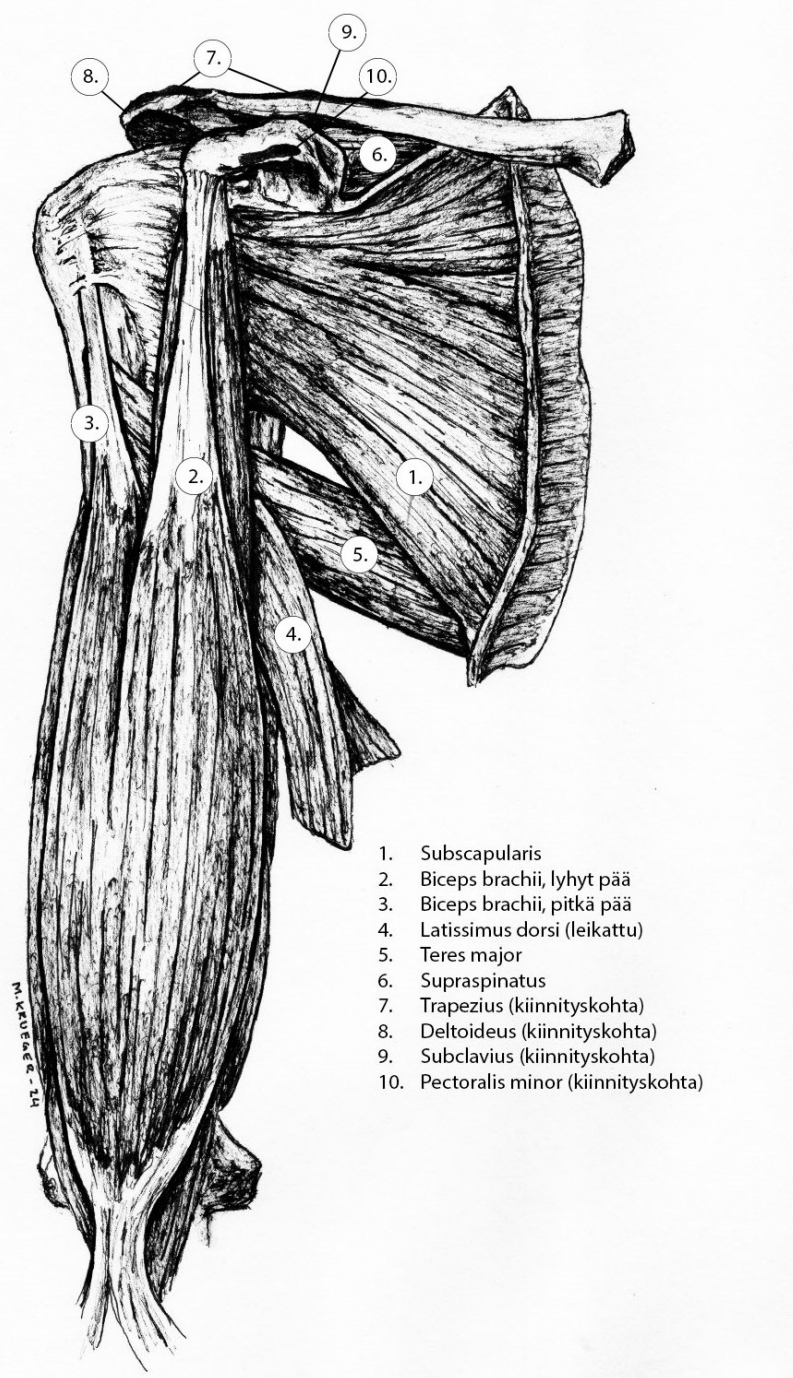 9.
7.
10.
8.
6.
3.
2.
1.
5.
4.
1. Subscapularis
2. Biceps brachii, lyhyt pää
3. Biceps brachii, pitkä pää
4. Latissimus dorsi (leikattu)
5. Teres major
6. Supraspinatus
7. Trapezius (kiinnityskohta)
8. Deltoideus (kiinnityskohta)
9. Subclavius (kiinnityskohta)
10. Pectoralis minor (kiinnityskohta)
M.KRUEGER-24